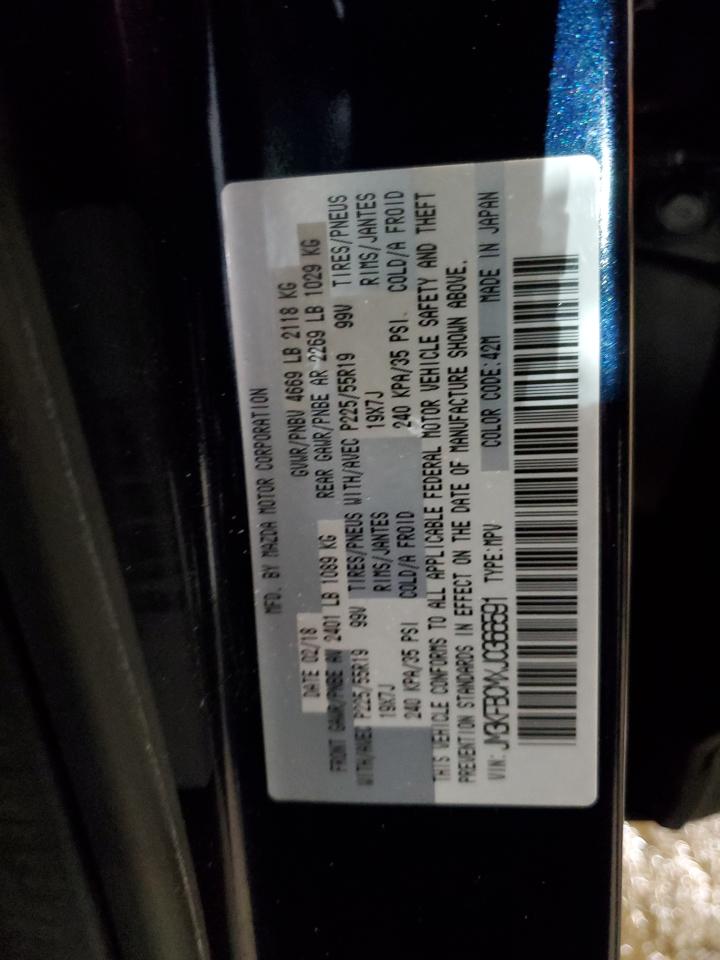 MFD. BY MAZDA MOTOR CORPORATION
DATE 02/18 GVWR/PNBV 4669 LB 2118 KG
FRONT GAWR/PNBE AV 2401 LB 1089 KG REAR GAWR/PNBE AR 2269 LB 1029 KG
WITH/AVEC P225/55R19 99V TIRES/PNEUS WITH/AVEC P225/55R19 99V TIRES/PNEUS
19X7J RIMS/JANTES 19X7J RIMS/JANTES
240 KPA/35 PSI COLD/A FROID 240 KPA/35 PSI. COLD/A FROID
THIS VEHICLE CONFORMS TO ALL APPLICABLE FEDERAL MOTOR VEHICLE SAFETY AND THEFT
PREVENTION STANDARDS IN EFFECT ON THE DATE OF MANUFACTURE SHOWN ABOVE.
VIN: JM3KFBCMXJ0366591 TYPE:MPV COLOR CODE:42M MADE IN JAPAN